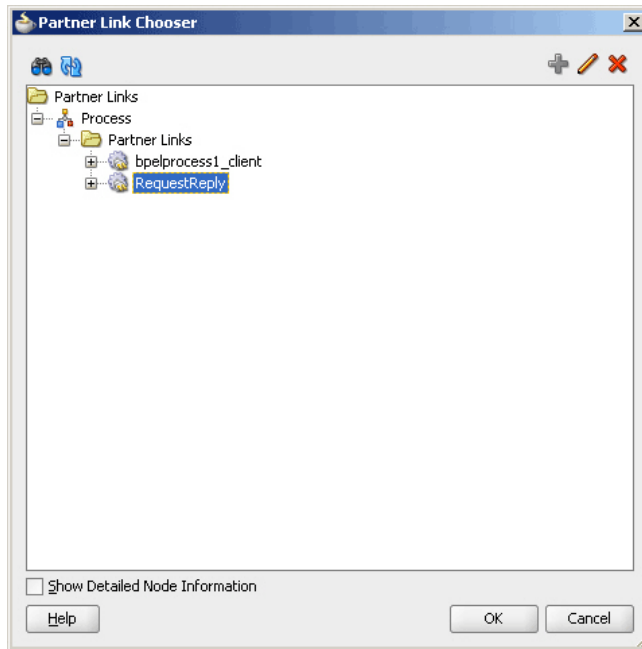 Partner Link Chooser
Partner Links
Process
Partner Links
bpelprocess1_client
RequestReply
Show Detailed Node Information
Help
OK
Cancel